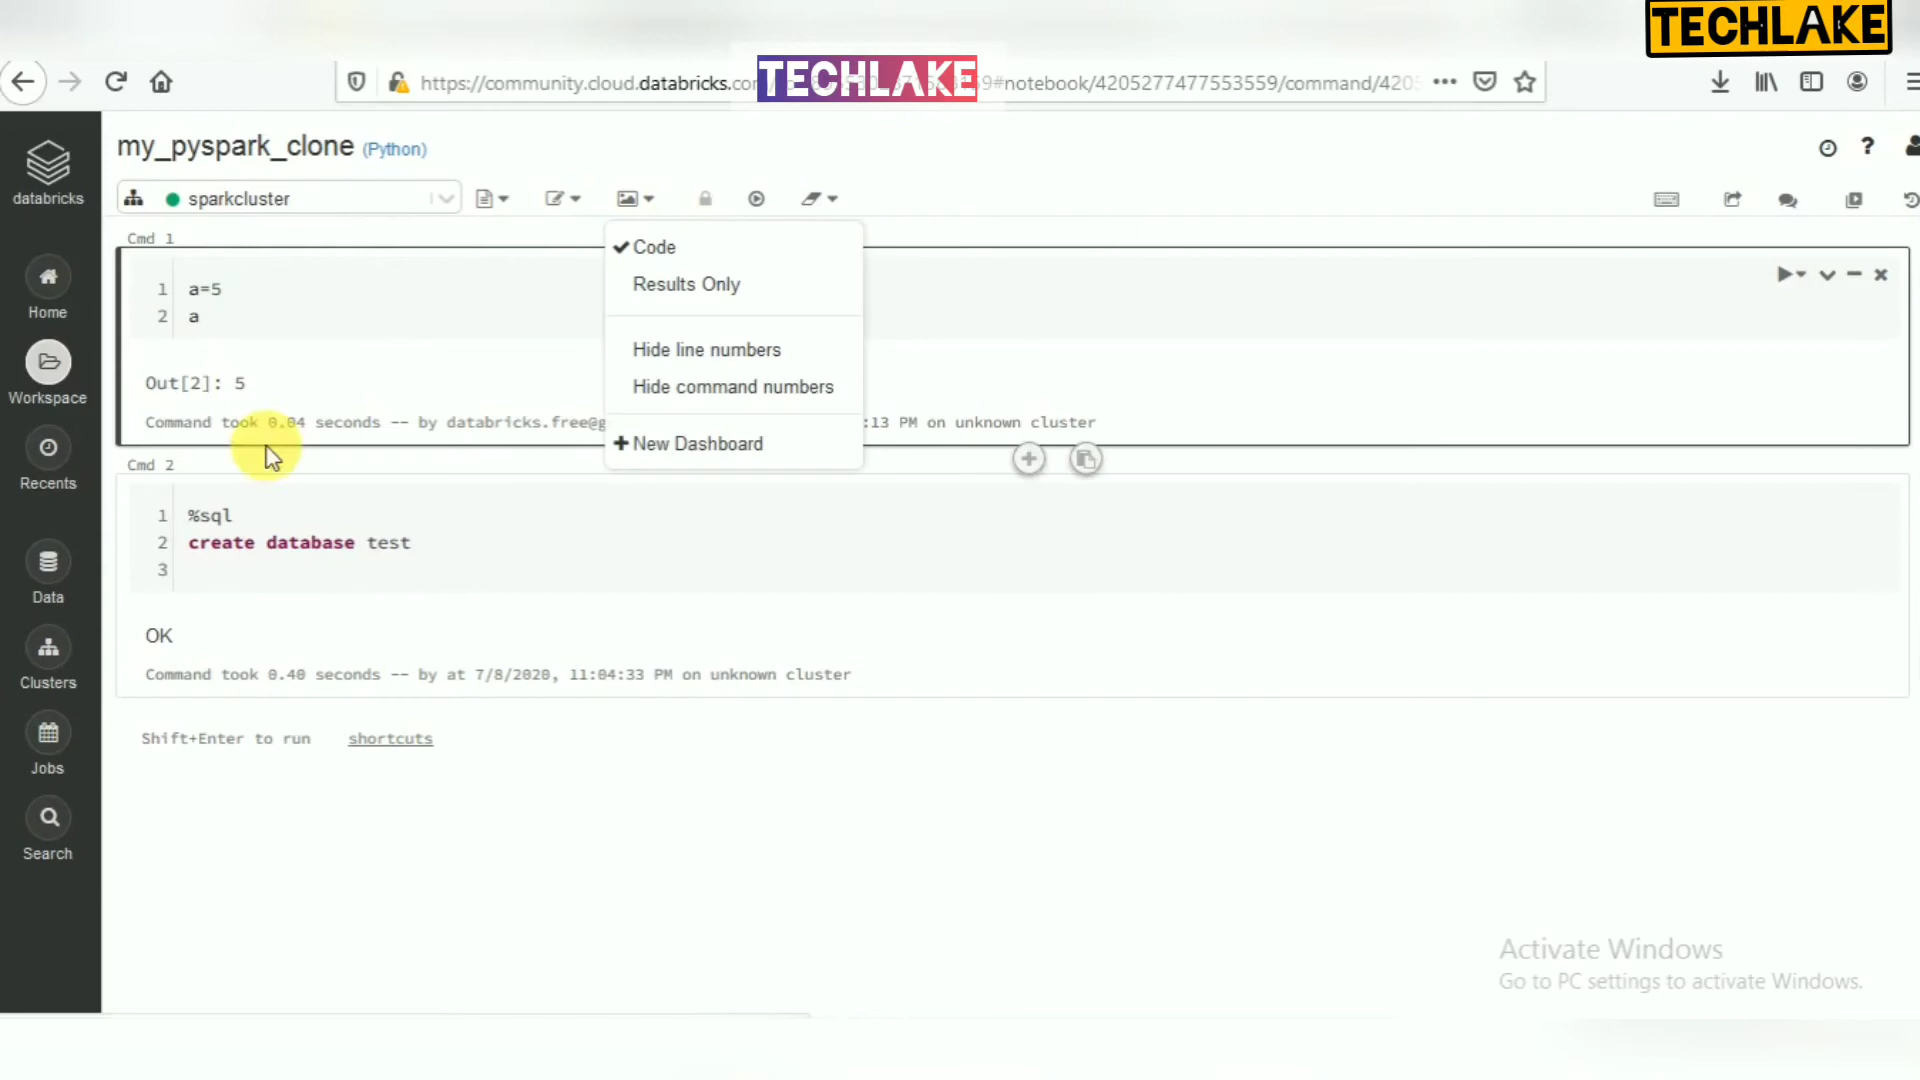 TECHLAKE
TECHLAKE
https://community.cloud.databricks.co
9#notebook/4205277477553559/command/420
my_pyspark_clone (Python)
databricks
sparkcluster
Cmd 1
1 a=5
2 a
Out[2]: 5
Command took 0.04 seconds -- by databricks.free@g
:13 PM on unknown cluster
Code
Results Only
Hide line numbers
Hide command numbers
+ New Dashboard
Cmd 2
1 %sql
2 create database test
3
OK
Command took 0.40 seconds -- by at 7/8/2020, 11:04:33 PM on unknown cluster
Shift+Enter to run shortcuts
Home
Workspace
Recents
Data
Clusters
Jobs
Search
Activate Windows
Go to PC settings to activate Windows.